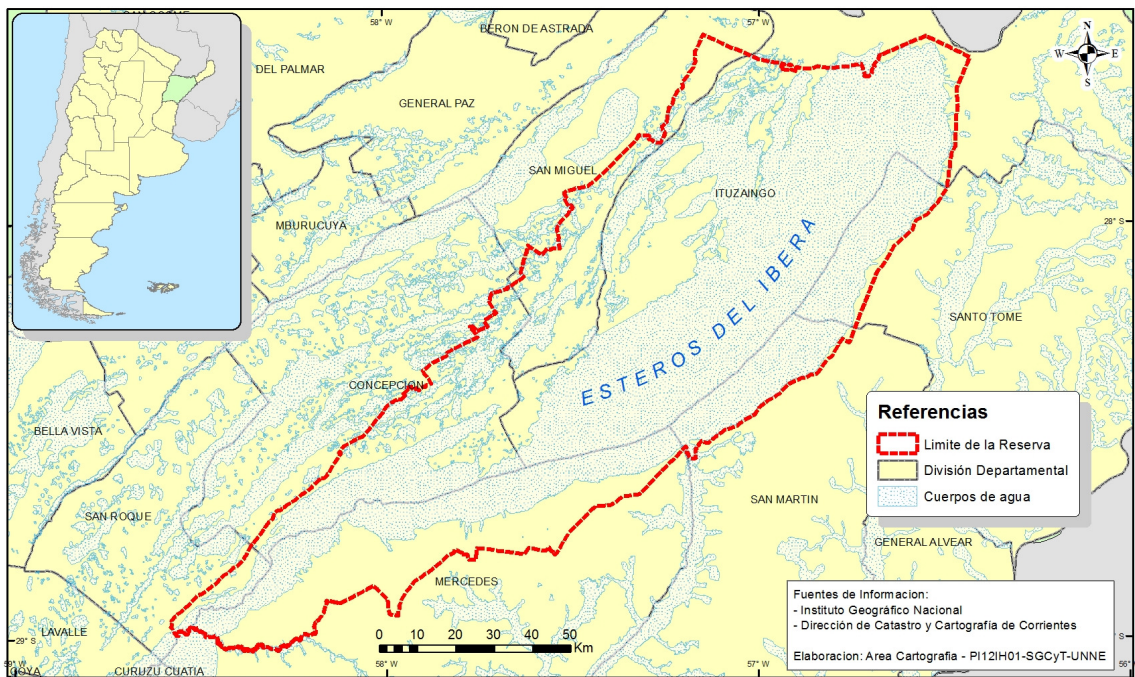 58° W
57° W
BERON DE ASTRADA
N
W
E
S
DEL PALMAR
GENERAL PAZ
SAN MIGUEL
ITUZAINGO
MBURUCUYA
28° S
ESTEROS DEL IBERA
SANTO TOME
CONCEPCION
BELLA VISTA
Referencias
Limite de la Reserva
División Departamental
Cuerpos de agua
SAN MARTIN
SAN ROQUE
GENERAL ALVEAR
MERCEDES
Fuentes de Informacion:
- Instituto Geográfico Nacional
- Dirección de Catastro y Cartografía de Corrientes
Elaboracion: Area Cartografia - PI12IH01-SGCyT-UNNE
LAVALLE
29° S
29° S
0 10 20 30 40 50
Km
59° W
GOYA
CURUZU CUATIA
58° W
57° W
56° W